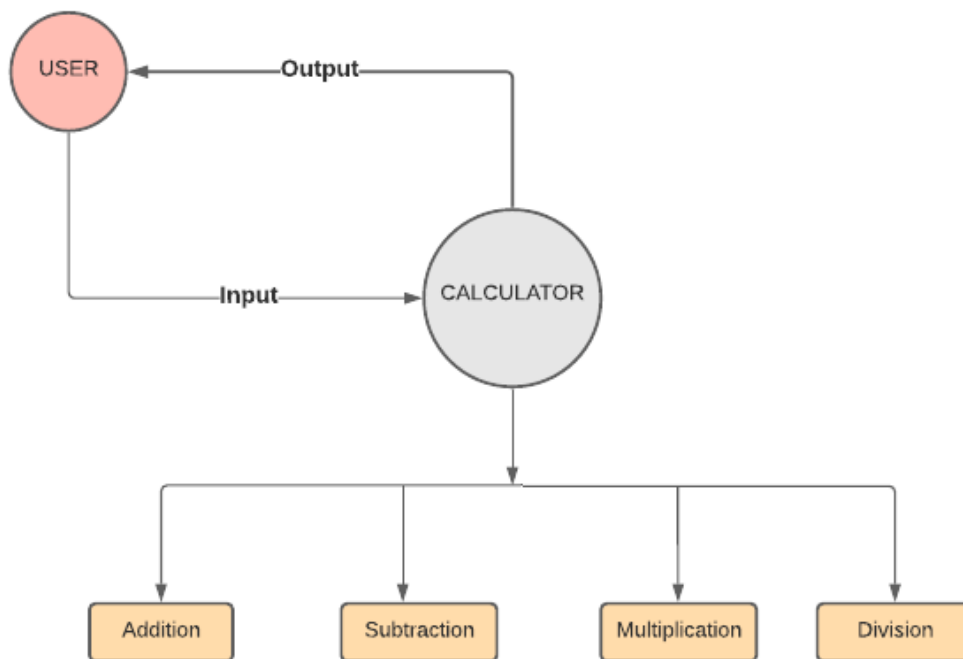 USER
Output
Input
CALCULATOR
Addition
Subtraction
Multiplication
Division